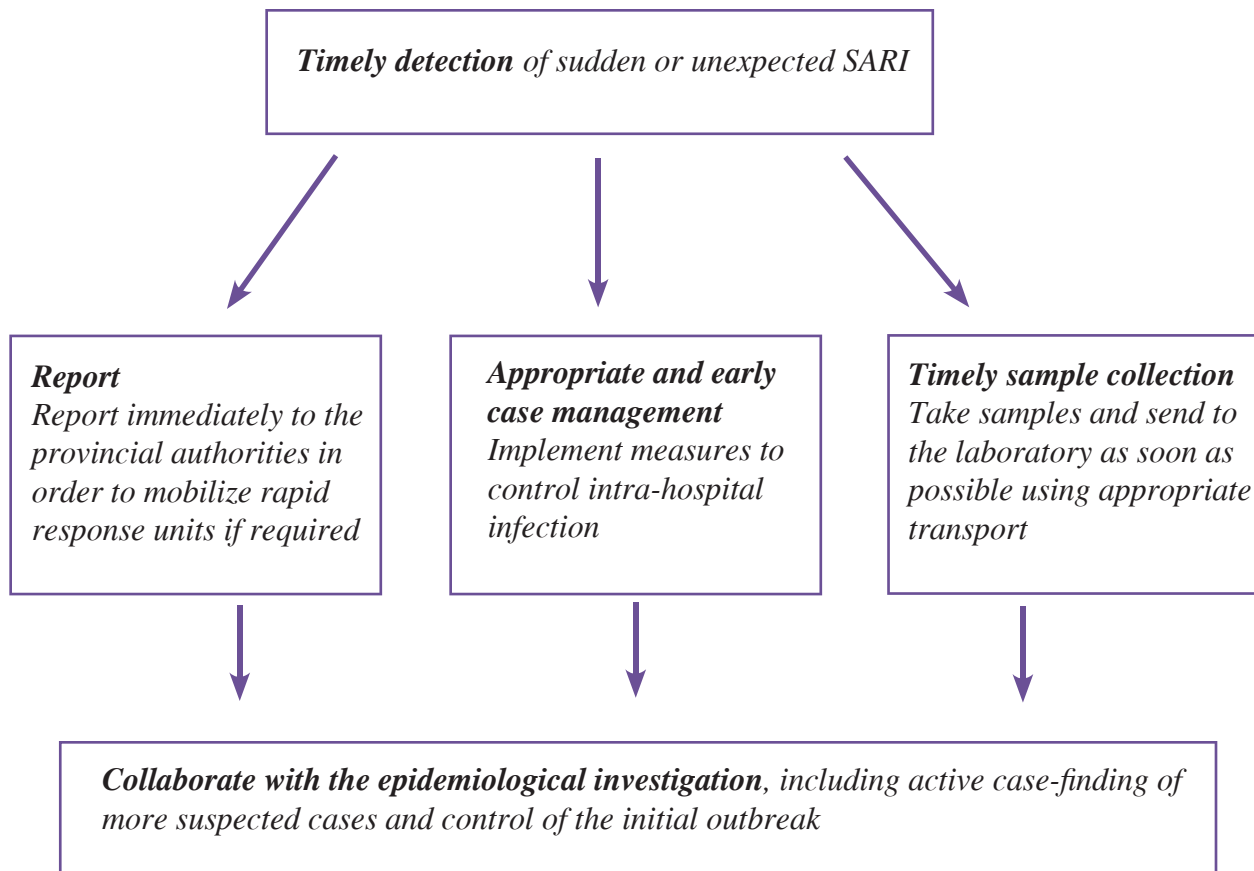 Timely detection of sudden or unexpected SARI
Report
Report immediately to the
provincial authorities in
order to mobilize rapid
response units if required
Appropriate and early
case management
Implement measures to
control intra-hospital
infection
Timely sample collection
Take samples and send to
the laboratory as soon as
possible using appropriate
transport
Collaborate with the epidemiological investigation, including active case-finding of
more suspected cases and control of the initial outbreak